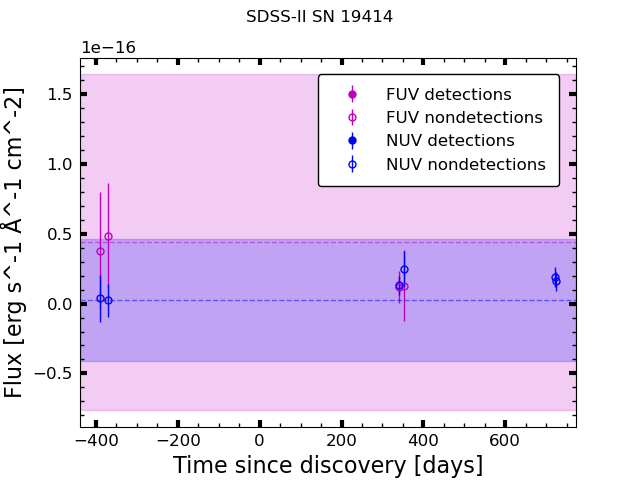 SDSS-II SN 19414
1e−16
FUV detections
FUV nondetections
NUV detections
NUV nondetections
1.5
1.0
0.5
0.0
−0.5
−400
−200
0
200
400
600
Flux [erg s^-1 Å^-1 cm^-2]
Time since discovery [days]